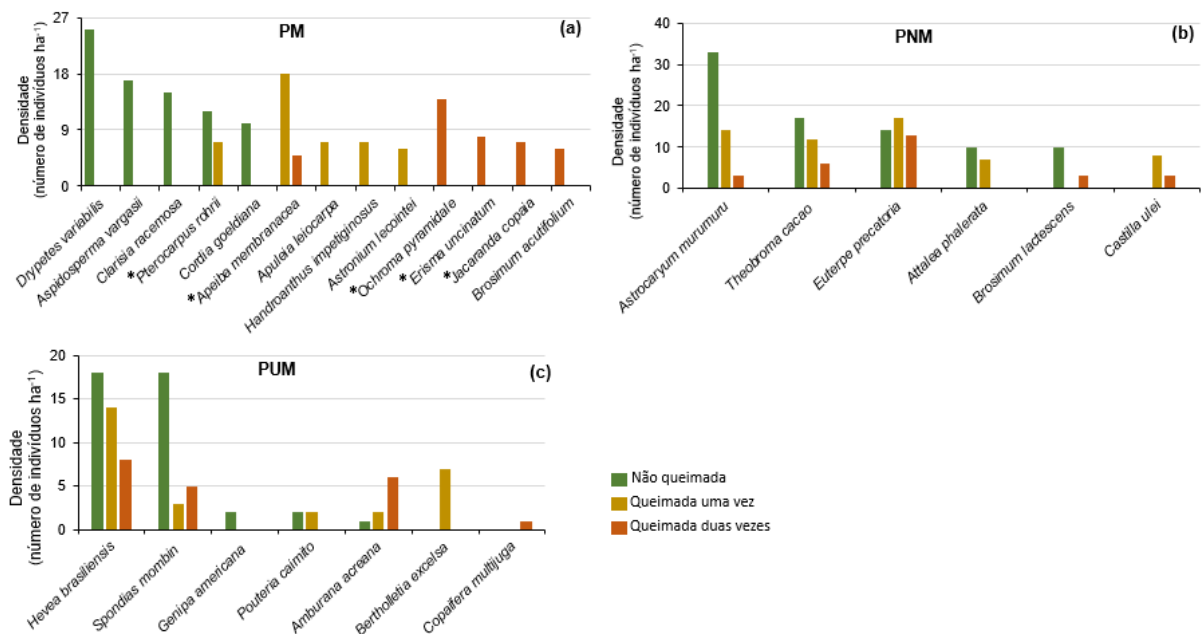 PM
(a)
Densidade
(número de indivíduos ha⁻¹)
27
18
9
0
Drypetes variabilis
Aspidosperma vargasii
Clarisia racemosa
*Pterocarpus rohrii
Cordia goeldiana
*Apeiba membranacea
Apuleia leiocarpa
Handroanthus impetiginosus
Astronium lecointei
*Ochroma pyramidale
*Erisma uncinatum
*Jacaranda copaia
Brosimum acutifolium
PNM
(b)
Densidade
(número de indivíduos ha⁻¹)
40
30
20
10
0
Astrocaryum murumuru
Theobroma cacao
Euterpe precatoria
Attalea phalerata
Brosimum lactescens
Castilla ulei
PUM
(c)
Densidade
(número de indivíduos ha⁻¹)
20
15
10
5
0
Hevea brasiliensis
Spondias mombin
Genipa americana
Pouteria caimito
Amburana acreana
Bertholletia excelsa
Copaifera multijuga
Não queimada
Queimada uma vez
Queimada duas vezes